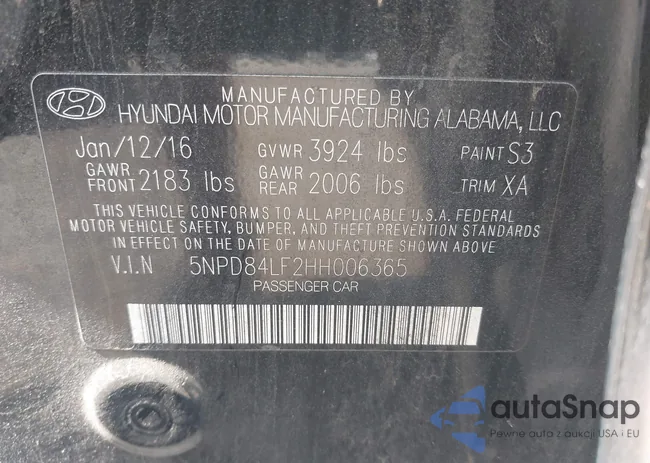 MANUFACTURED BY
HYUNDAI MOTOR MANUFACTURING ALABAMA, LLC
Jan/12/16 GVWR 3924 lbs PAINT S3
GAWR FRONT 2183 lbs GAWR REAR 2006 lbs TRIM XA
THIS VEHICLE CONFORMS TO ALL APPLICABLE U.S.A. FEDERAL
MOTOR VEHICLE SAFETY, BUMPER, AND THEFT PREVENTION STANDARDS
IN EFFECT ON THE DATE OF MANUFACTURE SHOWN ABOVE
V.I.N 5NPD84LF2HH006365
PASSENGER CAR
autaSnap
Pewne auta z aukcji USA i EU